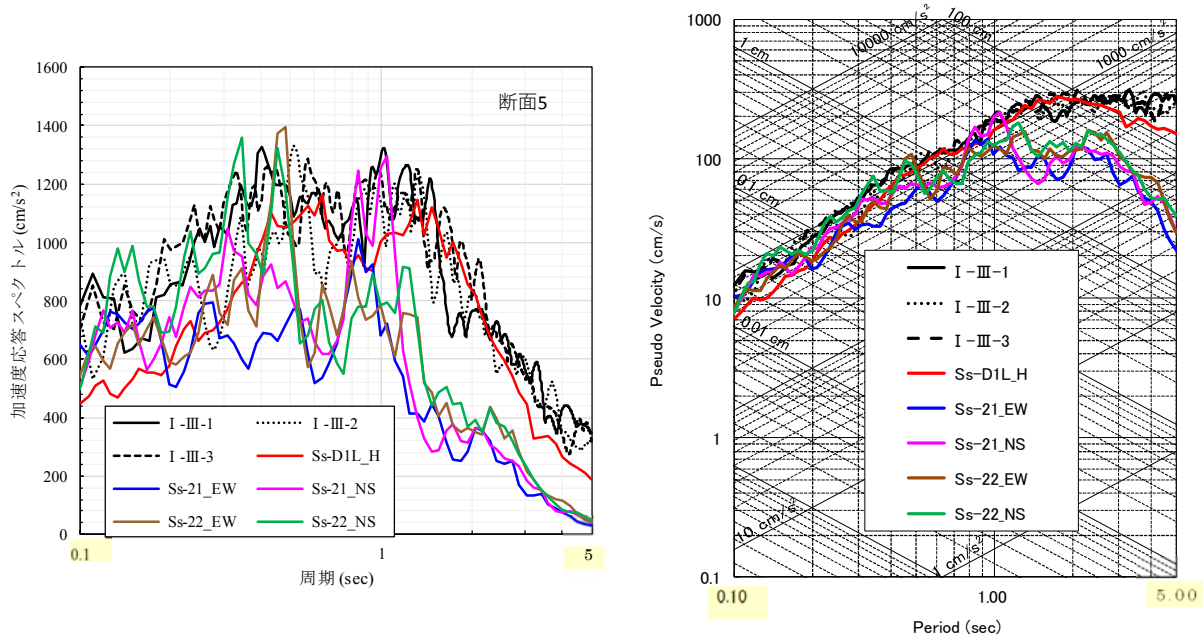 断面5
加速度応答スペクトル (cm/s²)
1600
1400
1200
1000
800
600
400
200
0
I -III-1
I -III-2
I -III-3
Ss-D1L_H
Ss-21_EW
Ss-21_NS
Ss-22_EW
Ss-22_NS
0.1
1
5
周期 (sec)
Pseudo Velocity (cm/s)
1000
100
10
1
0.1
1 cm
10000 cm/s²
100 cm
1000 cm/s²
0.1 cm
0.01 cm
10 cm/s²
1 cm/s²
I -III-1
I -III-2
I -III-3
Ss-D1L_H
Ss-21_EW
Ss-21_NS
Ss-22_EW
Ss-22_NS
0.10
1.00
5.00
Period (sec)